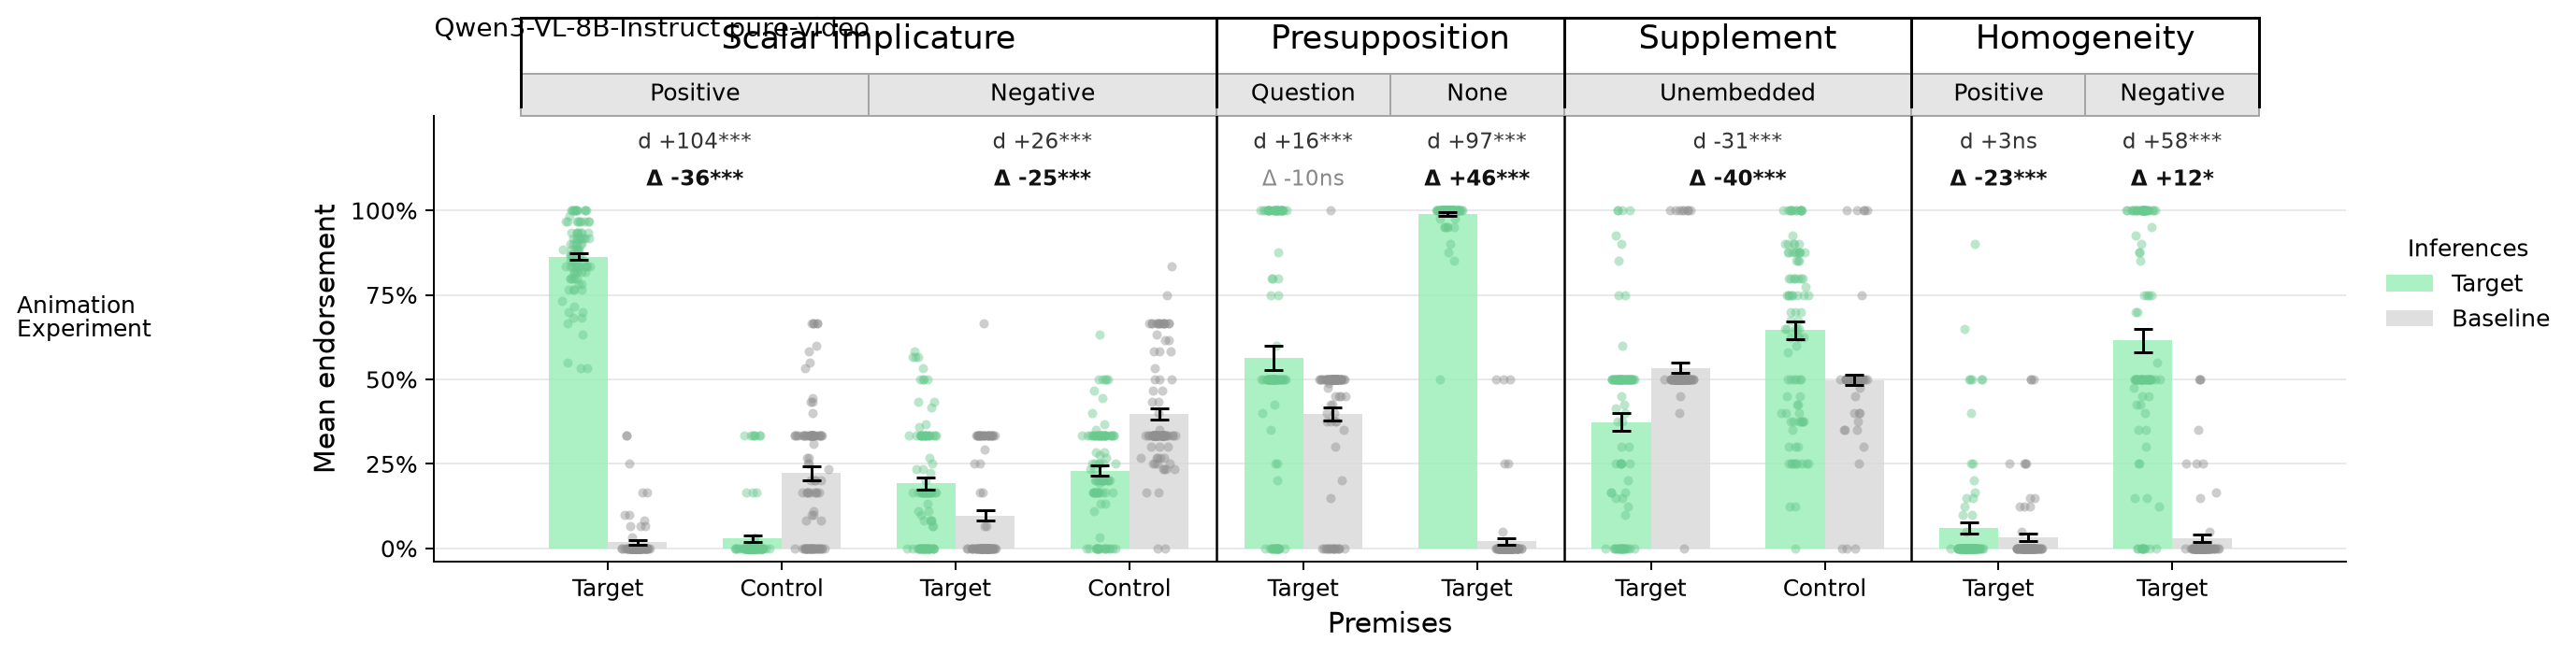 Qwen3-VL-8B-Instruct pure-video
Scalar Implicature Presupposition Supplement Homogeneity
Positive Negative Question None Unembedded Positive Negative
d +104*** d +26*** d +16*** d +97*** d -31*** d +3ns d +58***
Δ -36*** Δ -25*** Δ -10ns Δ +46*** Δ -40*** Δ -23*** Δ +12*
Animation
Experiment
Mean endorsement
100%
75%
50%
25%
0%
Target Control Target Control Target Target Target Control Target Target
Premises
Inferences
Target
Baseline